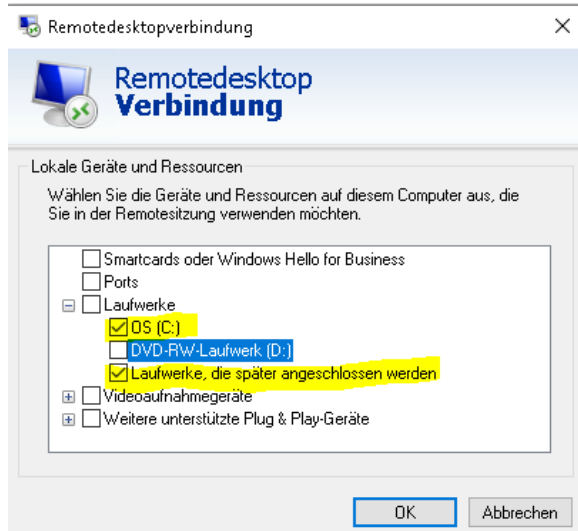 Remotedesktopverbindung
Remotedesktop
Verbindung
Lokale Geräte und Ressourcen
Wählen Sie die Geräte und Ressourcen auf diesem Computer aus, die
Sie in der Remotesitzung verwenden möchten.
Smartcards oder Windows Hello for Business
Ports
Laufwerke
OS (C:)
DVD-RW-Laufwerk (D:)
Laufwerke, die später angeschlossen werden
Videoaufnahmegeräte
Weitere unterstützte Plug & Play-Geräte
OK Abbrechen